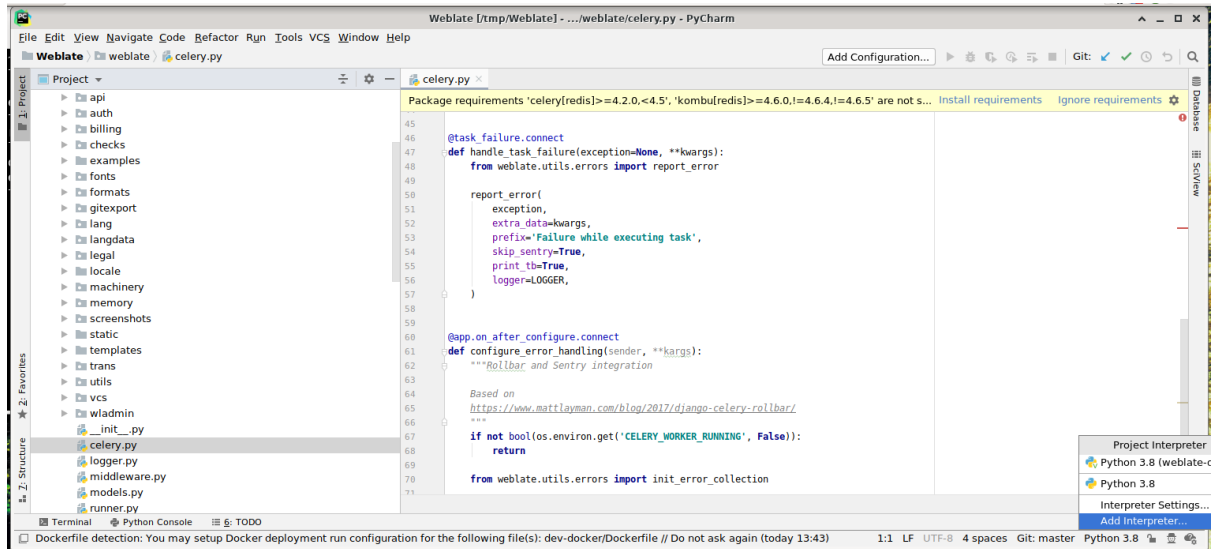 Weblate [/tmp/Weblate] - .../weblate/celery.py - PyCharm
File Edit View Navigate Code Refactor Run Tools VCS Window Help
Weblate weblate celery.py
Add Configuration...
Git:
1: Project
Project
celery.py
api
auth
billing
checks
examples
fonts
formats
gitexport
lang
langdata
legal
locale
machinery
memory
screenshots
static
templates
trans
utils
vcs
wladmin
__init__.py
celery.py
logger.py
middleware.py
models.py
runner.py
2: Favorites
7: Structure
Package requirements 'celery[redis]>=4.2.0,<4.5', 'kombu[redis]>=4.6.0,!=4.6.4,!=4.6.5' are not s... Install requirements Ignore requirements
45
46 @task_failure.connect
47 def handle_task_failure(exception=None, **kwargs):
48 from weblate.utils.errors import report_error
49
50 report_error(
51 exception,
52 extra_data=kwargs,
53 prefix='Failure while executing task',
54 skip_sentry=True,
55 print_tb=True,
56 logger=LOGGER,
57 )
58
59
60 @app.on_after_configure.connect
61 def configure_error_handling(sender, **kargs):
62 """Rollbar and Sentry integration
63
64 Based on
65 https://www.mattlayman.com/blog/2017/django-celery-rollbar/
66 """
67 if not bool(os.environ.get('CELERY_WORKER_RUNNING', False)):
68 return
69
70 from weblate.utils.errors import init_error_collection
71
Database
SciView
Project Interpreter
Python 3.8 (weblate-
Python 3.8
Interpreter Settings...
Add Interpreter...
Terminal Python Console 6: TODO
Dockerfile detection: You may setup Docker deployment run configuration for the following file(s): dev-docker/Dockerfile // Do not ask again (today 13:43) 1:1 LF UTF-8 4 spaces Git: master Python 3.8